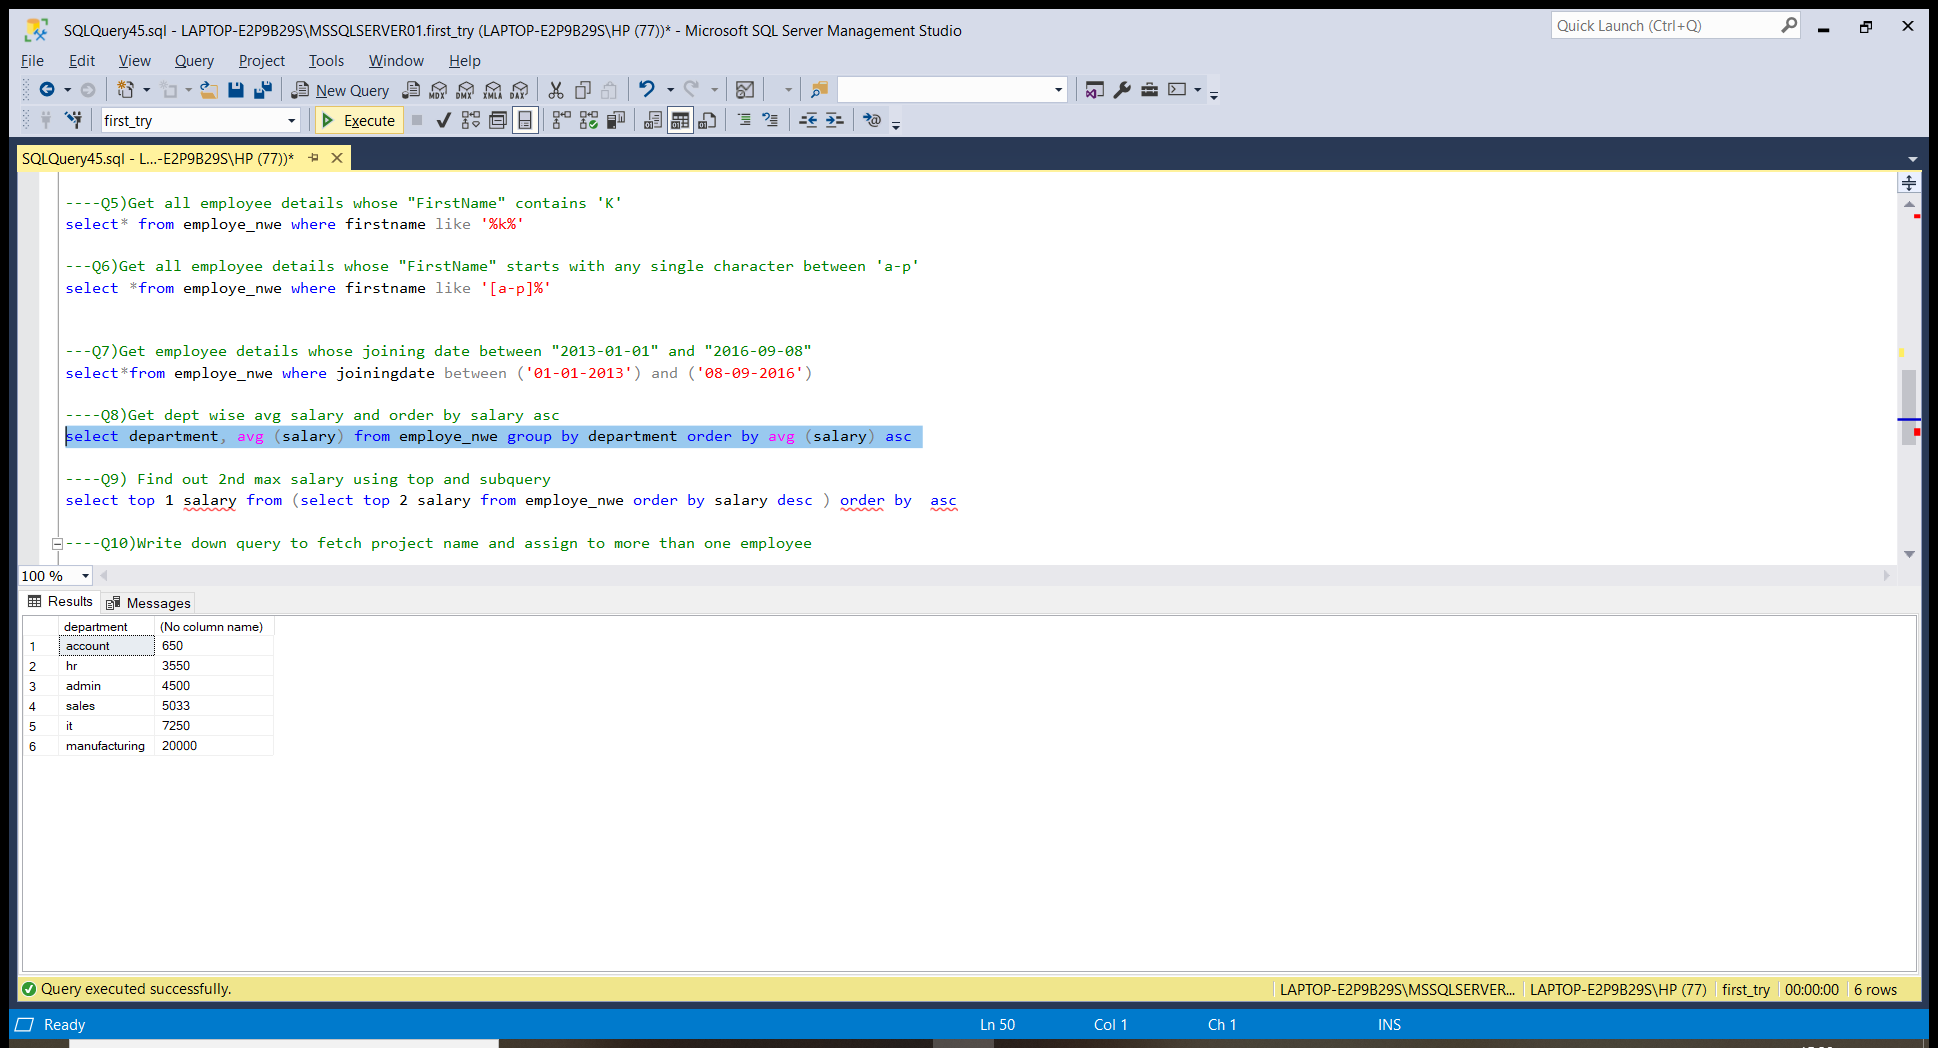 SQLQuery45.sql - LAPTOP-E2P9B29S\MSSQLSERVER01.first_try (LAPTOP-E2P9B29S\HP (77))* - Microsoft SQL Server Management Studio
Quick Launch (Ctrl+Q)
File Edit View Query Project Tools Window Help
New Query MDX DMX XMLA DAX
first_try Execute
SQLQuery45.sql - L...-E2P9B29S\HP (77))*
----Q5)Get all employee details whose "FirstName" contains 'K'
select* from employe_nwe where firstname like '%k%'
---Q6)Get all employee details whose "FirstName" starts with any single character between 'a-p'
select *from employe_nwe where firstname like '[a-p]%'
---Q7)Get employee details whose joining date between "2013-01-01" and "2016-09-08"
select*from employe_nwe where joiningdate between ('01-01-2013') and ('08-09-2016')
----Q8)Get dept wise avg salary and order by salary asc
select department, avg (salary) from employe_nwe group by department order by avg (salary) asc
----Q9) Find out 2nd max salary using top and subquery
select top 1 salary from (select top 2 salary from employe_nwe order by salary desc ) order by  asc
----Q10)Write down query to fetch project name and assign to more than one employee
100 %
Results Messages
department (No column name)
1 account 650
2 hr 3550
3 admin 4500
4 sales 5033
5 it 7250
6 manufacturing 20000
Query executed successfully.
LAPTOP-E2P9B29S\MSSQLSERVER... LAPTOP-E2P9B29S\HP (77) first_try 00:00:00 6 rows
Ready Ln 50 Col 1 Ch 1 INS